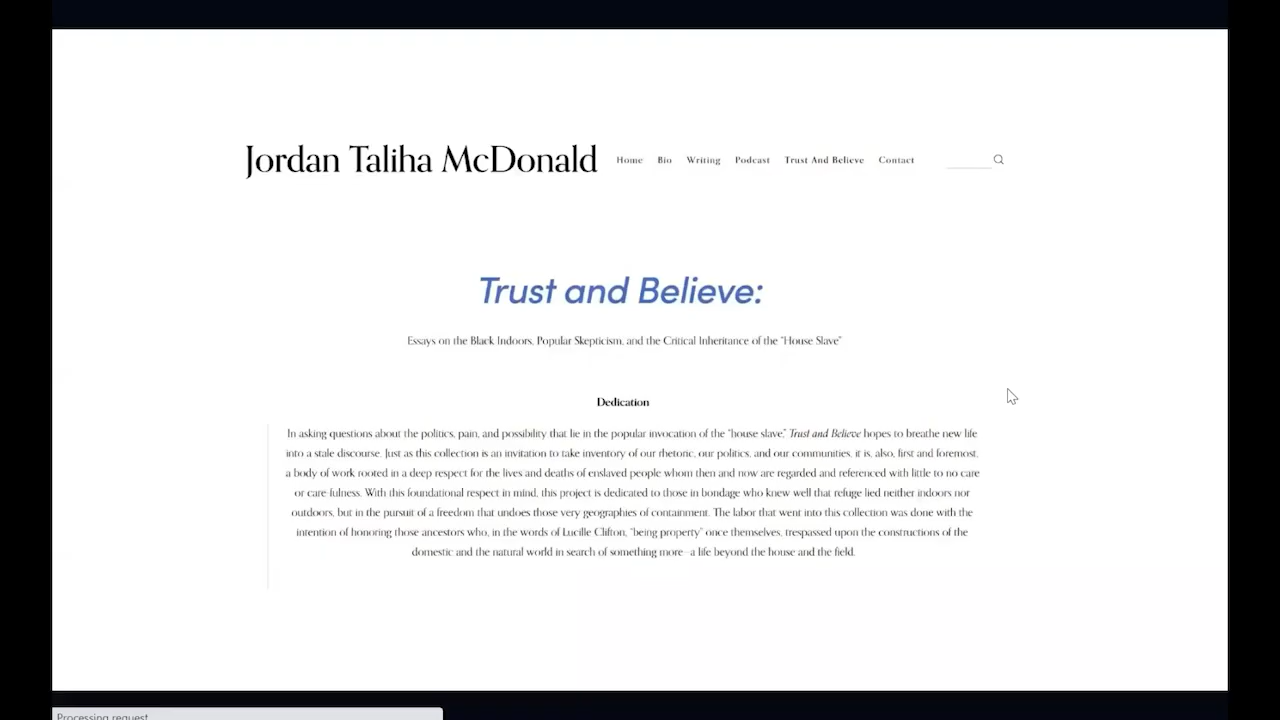 Jordan Taliha McDonald
Home Bio Writing Podcast Trust And Believe Contact
Trust and Believe:
Essays on the Black Indoors, Popular Skepticism, and the Critical Inheritance of the "House Slave"
Dedication
In asking questions about the politics, pain, and possibility that lie in the popular invocation of the "house slave," Trust and Believe hopes to breathe new life
into a stale discourse. Just as this collection is an invitation to take inventory of our rhetoric, our politics, and our communities, it is, also, first and foremost,
a body of work rooted in a deep respect for the lives and deaths of enslaved people whom then and now are regarded and referenced with little to no care
or care-fulness. With this foundational respect in mind, this project is dedicated to those in bondage who knew well that refuge lied neither indoors nor
outdoors, but in the pursuit of a freedom that undoes those very geographies of containment. The labor that went into this collection was done with the
intention of honoring those ancestors who, in the words of Lucille Clifton, "being property" once themselves, trespassed upon the constructions of the
domestic and the natural world in search of something more—a life beyond the house and the field.
Processing request